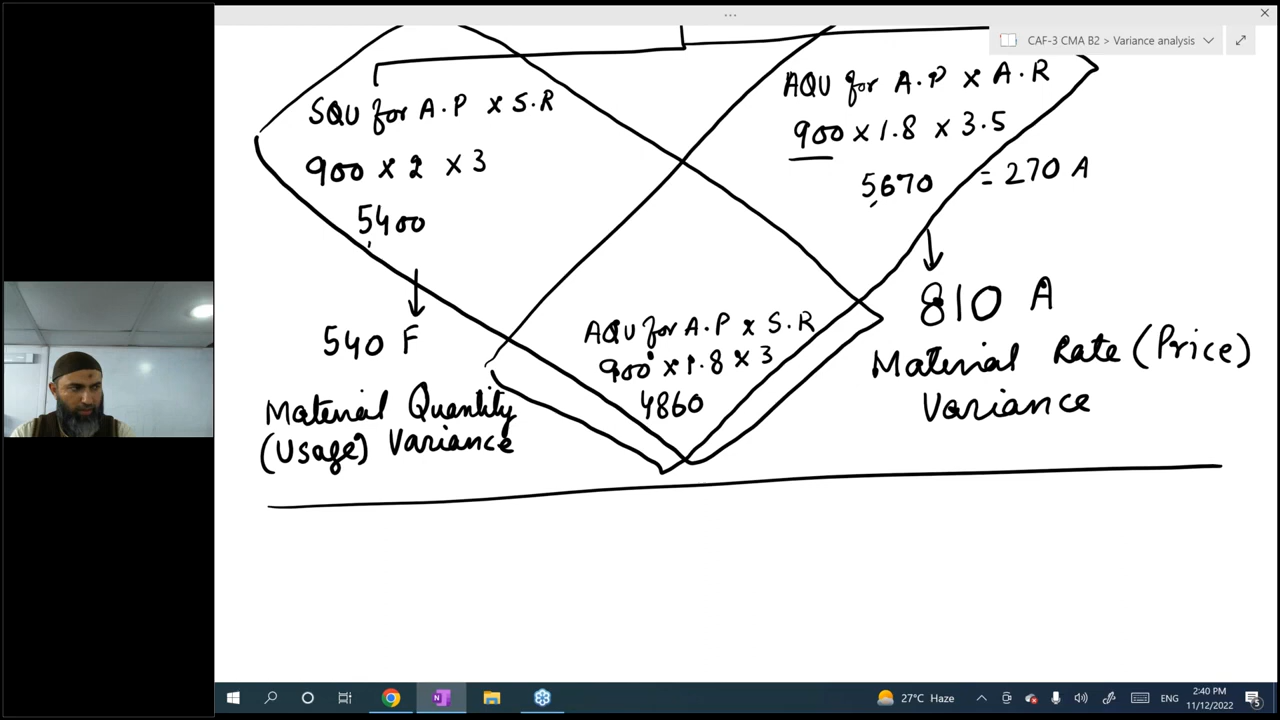 CAF-3 CMA B2 > Variance analysis
SQU for A.P x S.R
900 x 2 x 3
5400
540 F
Material Quantity
(Usage) Variance
AQU for A.P x S.R
900 x 1.8 x 3
4860
AQU for A.P x A.R
900 x 1.8 x 3.5
5670 = 270 A
810 A
Material Rate (Price)
Variance
27°C Haze
ENG
2:40 PM
11/12/2022
5